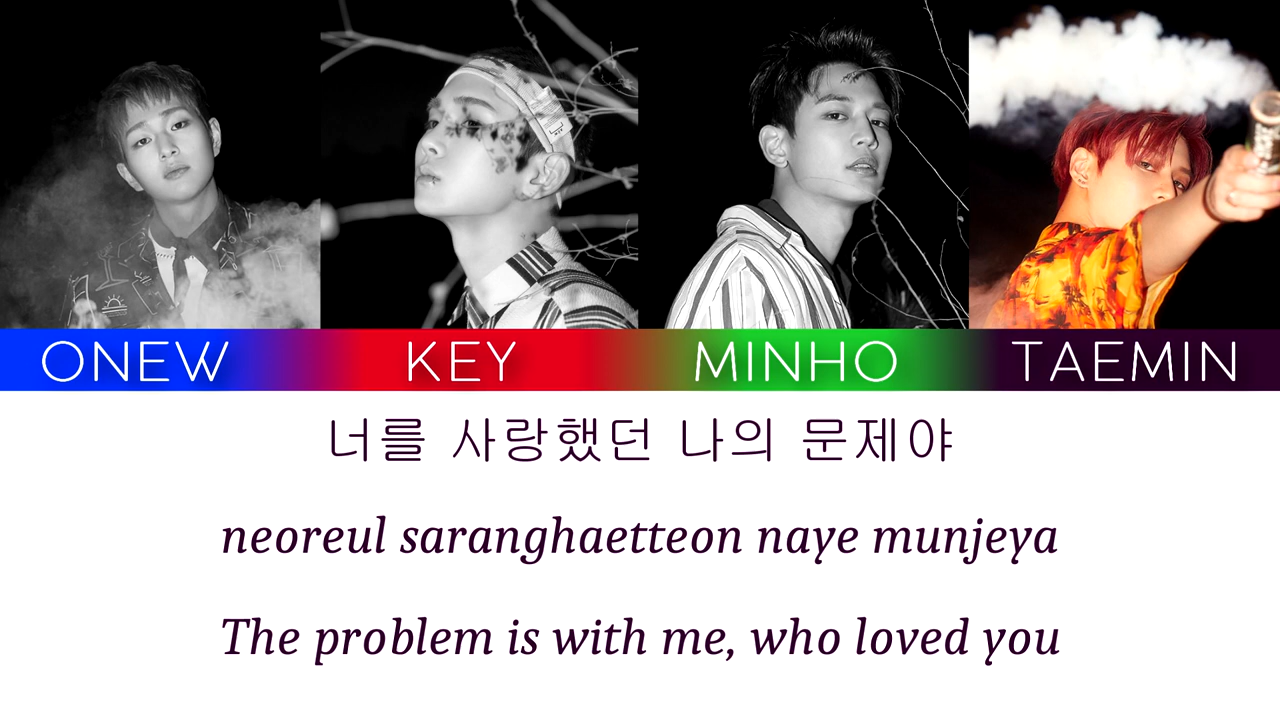 ONEW KEY MINHO TAEMIN
너를 사랑했던 나의 문제야
neoreul saranghaetteon naye munjeya
The problem is with me, who loved you